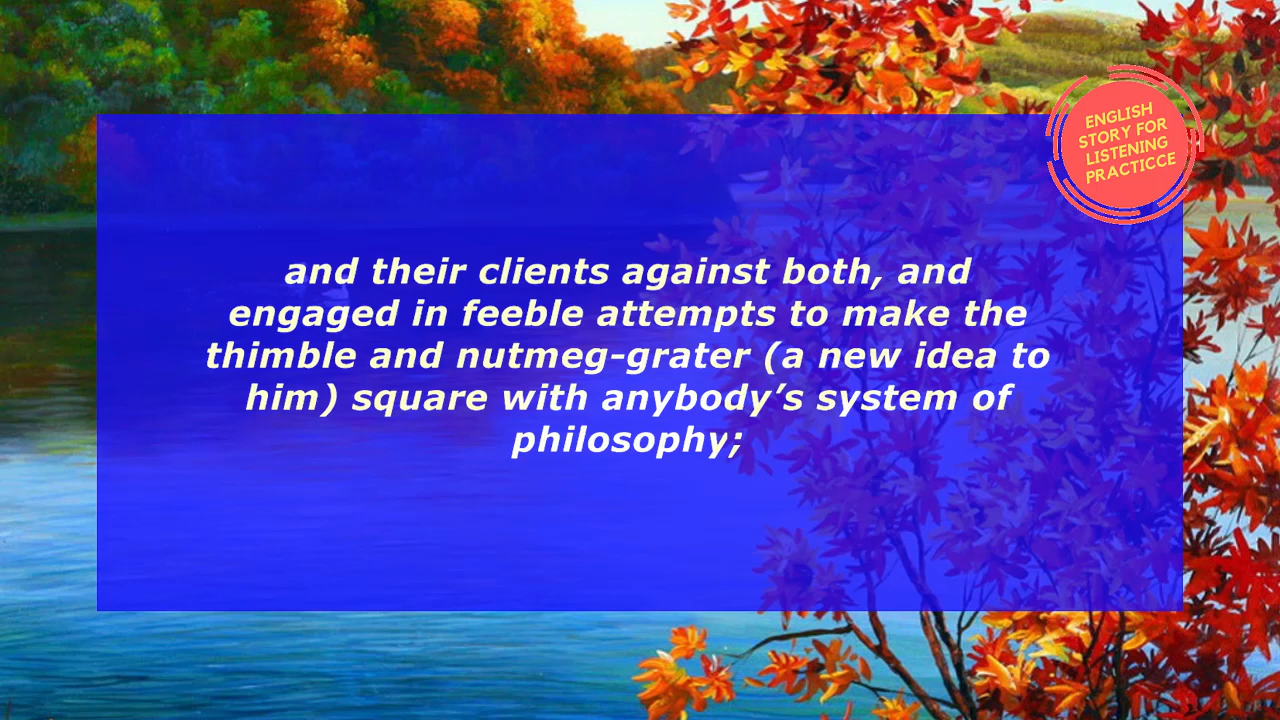 ENGLISH
STORY FOR
LISTENING
PRACTICCE
and their clients against both, and
engaged in feeble attempts to make the
thimble and nutmeg-grater (a new idea to
him) square with anybody’s system of
philosophy;